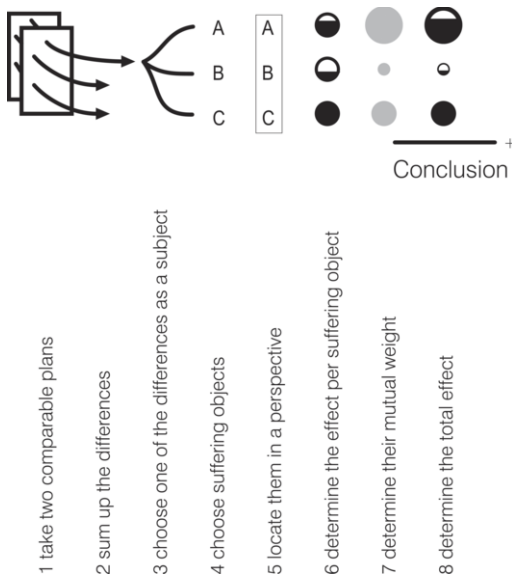 A A
B B
C C
+
Conclusion
1 take two comparable plans
2 sum up the differences
3 choose one of the differences as a subject
4 choose suffering objects
5 locate them in a perspective
6 determine the effect per suffering object
7 determine their mutual weight
8 determine the total effect